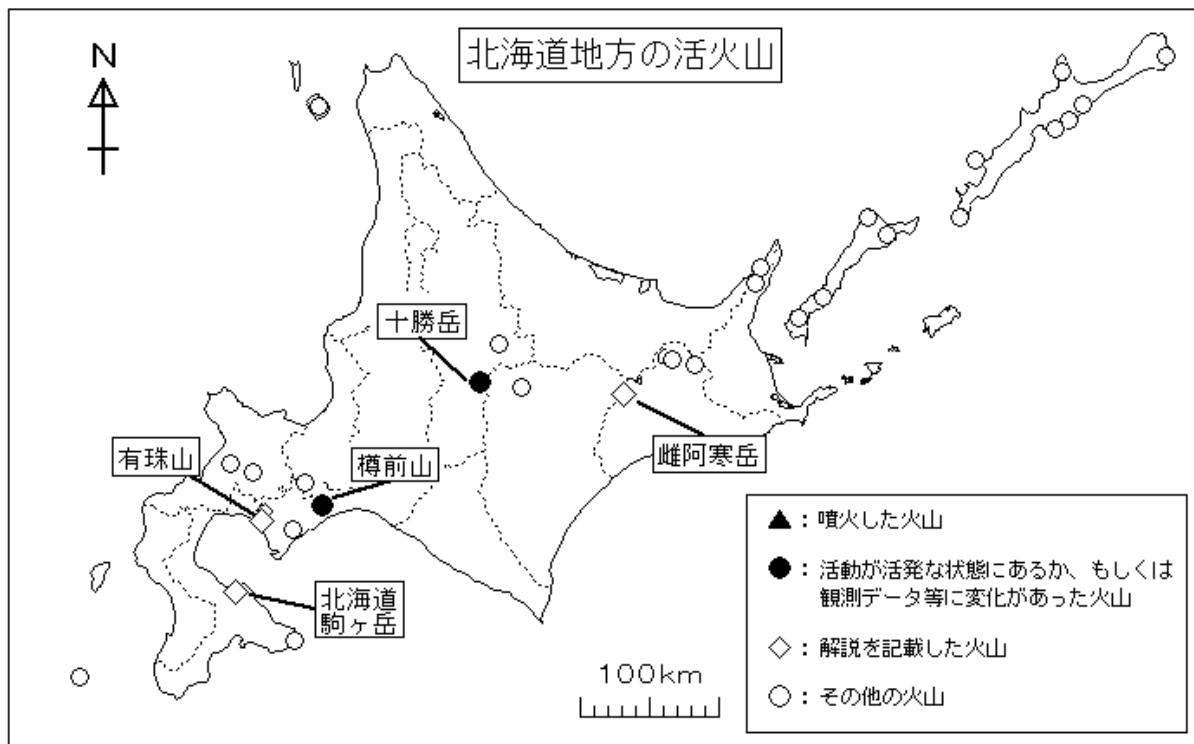 北海道地方の活火山
N
十勝岳
有珠山
樽前山
雌阿寒岳
北海道
駒ヶ岳
100km
▲：噴火した火山
●：活動が活発な状態にあるか、もしくは
観測データ等に変化があった火山
◇：解説を記載した火山
○：その他の火山